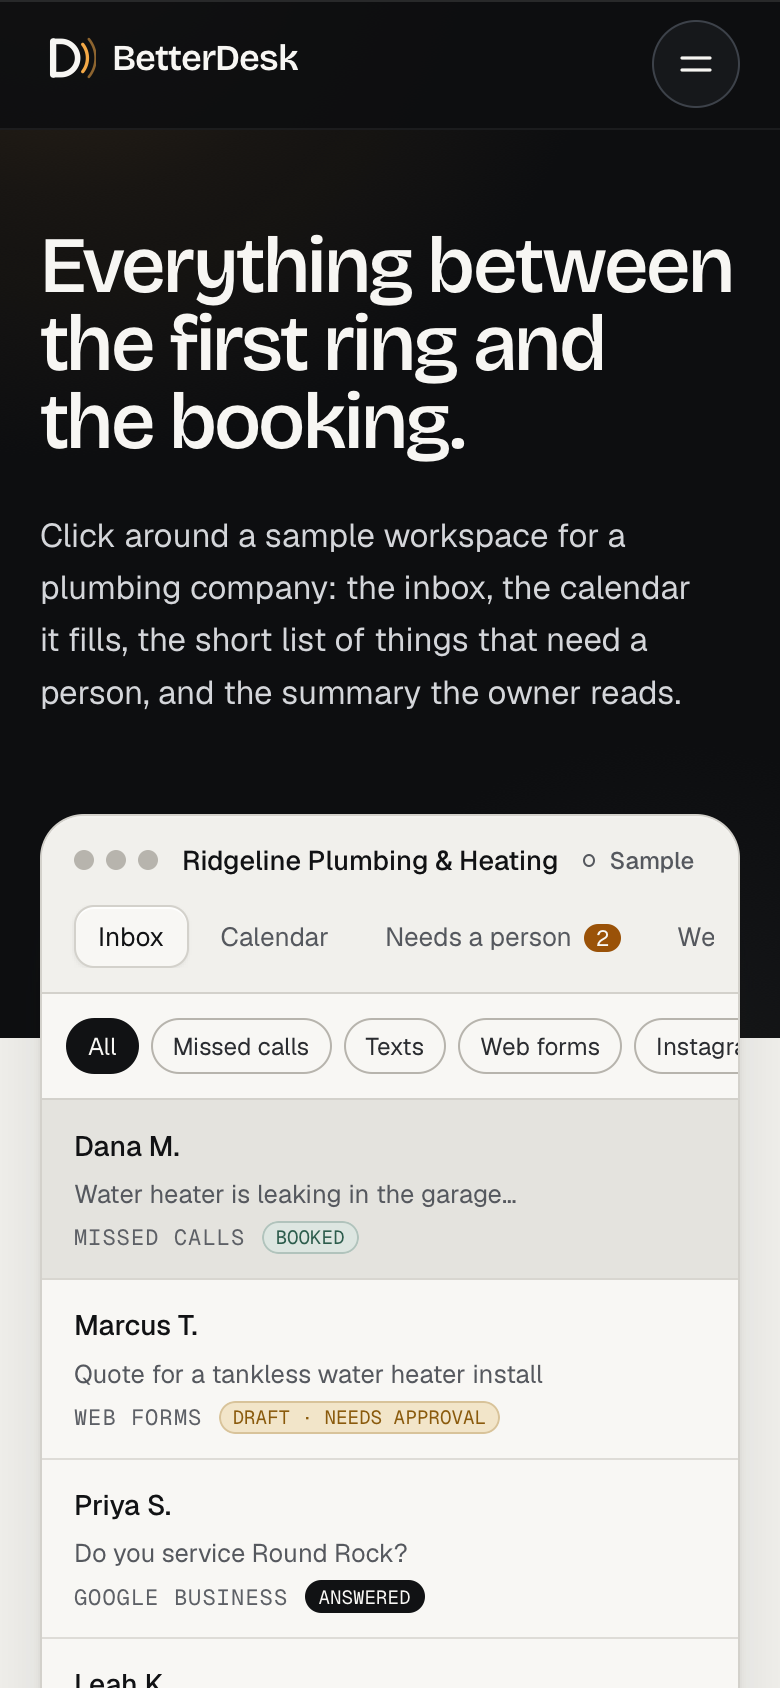 BetterDesk
Everything between
the first ring and
the booking.
Click around a sample workspace for a
plumbing company: the inbox, the calendar
it fills, the short list of things that need a
person, and the summary the owner reads.
Ridgeline Plumbing & Heating Sample
Inbox Calendar Needs a person 2 We
All Missed calls Texts Web forms Instagra
Dana M.
Water heater is leaking in the garage…
MISSED CALLS BOOKED
Marcus T.
Quote for a tankless water heater install
WEB FORMS DRAFT · NEEDS APPROVAL
Priya S.
Do you service Round Rock?
GOOGLE BUSINESS ANSWERED
Leah K